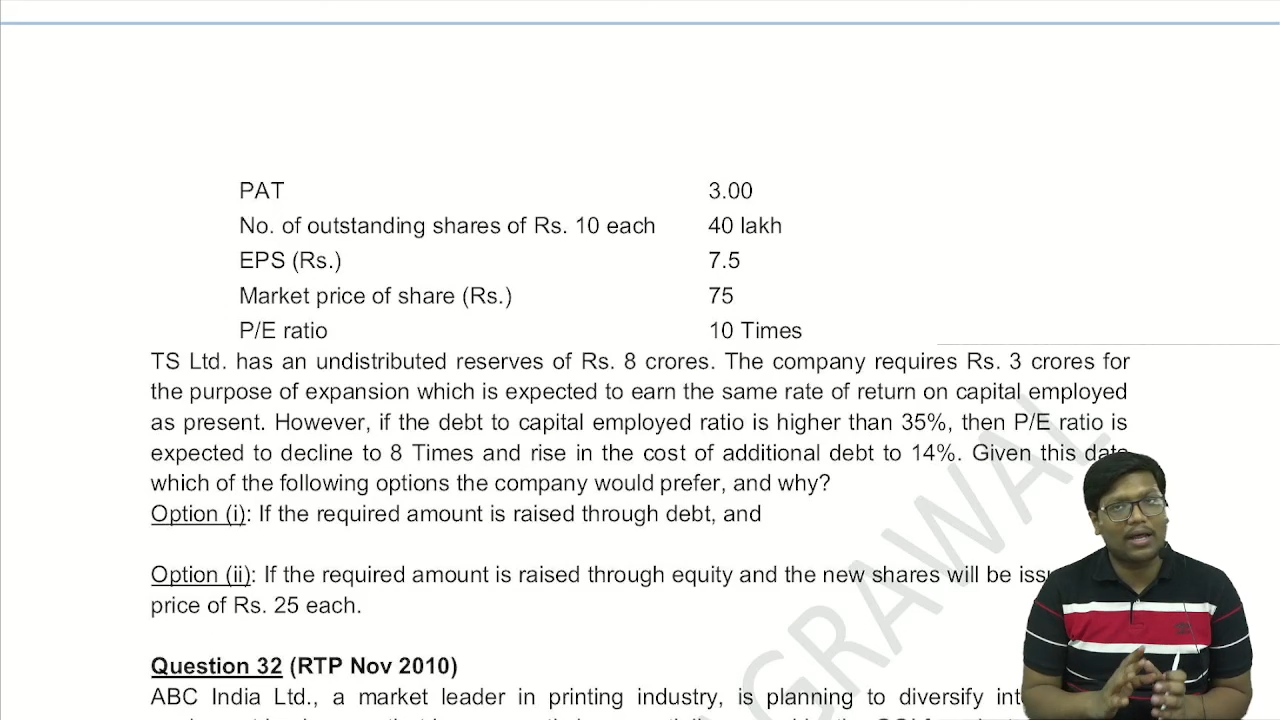 PAT 3.00
No. of outstanding shares of Rs. 10 each 40 lakh
EPS (Rs.) 7.5
Market price of share (Rs.) 75
P/E ratio 10 Times
TS Ltd. has an undistributed reserves of Rs. 8 crores. The company requires Rs. 3 crores for
the purpose of expansion which is expected to earn the same rate of return on capital employed
as present. However, if the debt to capital employed ratio is higher than 35%, then P/E ratio is
expected to decline to 8 Times and rise in the cost of additional debt to 14%. Given this data
which of the following options the company would prefer, and why?
Option (i): If the required amount is raised through debt, and
Option (ii): If the required amount is raised through equity and the new shares will be
price of Rs. 25 each.
Question 32 (RTP Nov 2010)
ABC India Ltd., a market leader in printing industry, is planning to diversify
GRAWAL